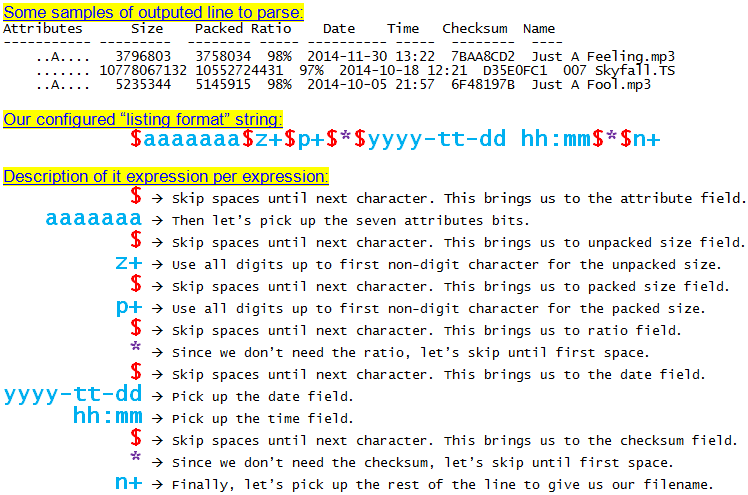 Some samples of outputed line to parse:
Attributes      Size    Packed Ratio    Date    Time   Checksum  Name
----------- ---------- -------- ----- ---------- -----  --------  ----
    ..A....   3796803   3758034  98%  2014-11-30 13:22  7BAA8CD2  Just A Feeling.mp3
    ....... 10778067132 10552724431  97%  2014-10-18 12:21  D35E0FC1  007 Skyfall.TS
    ..A....   5235344   5145915  98%  2014-10-05 21:57  6F48197B  Just A Fool.mp3
Our configured “listing format” string:
$aaaaaaa$z+$p+$*$yyyy-tt-dd hh:mm$*$n+
Description of it expression per expression:
$ → Skip spaces until next character. This brings us to the attribute field.
aaaaaaa → Then let’s pick up the seven attributes bits.
$ → Skip spaces until next character. This brings us to unpacked size field.
z+ → Use all digits up to first non-digit character for the unpacked size.
$ → Skip spaces until next character. This brings us to packed size field.
p+ → Use all digits up to first non-digit character for the packed size.
$ → Skip spaces until next character. This brings us to ratio field.
* → Since we don’t need the ratio, let’s skip until first space.
$ → Skip spaces until next character. This brings us to the date field.
yyyy-tt-dd → Pick up the date field.
hh:mm → Pick up the time field.
$ → Skip spaces until next character. This brings us to the checksum field.
* → Since we don’t need the checksum, let’s skip until first space.
n+ → Finally, let’s pick up the rest of the line to give us our filename.